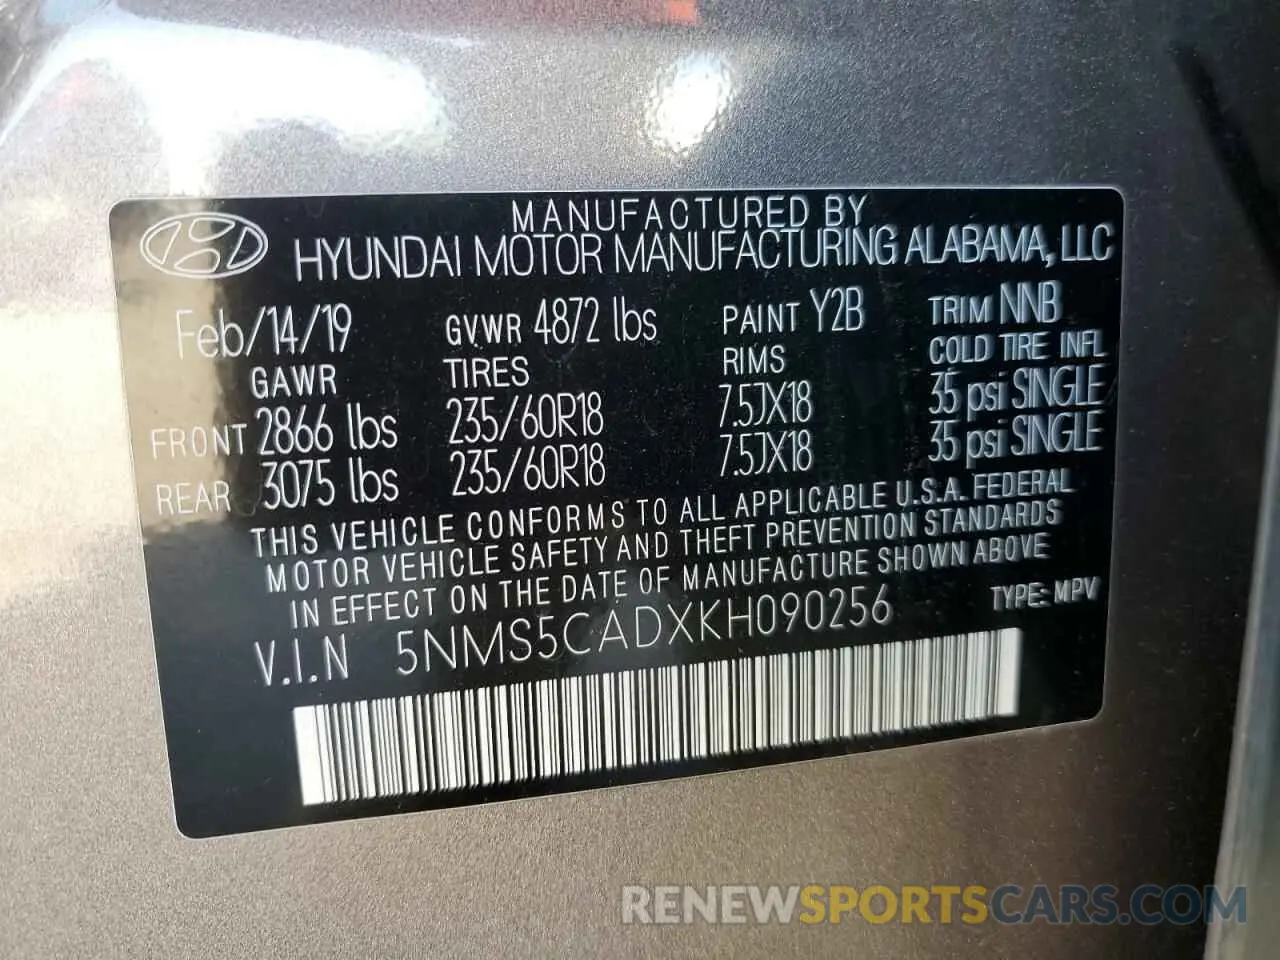 MANUFACTURED BY
HYUNDAI MOTOR MANUFACTURING ALABAMA, LLC
Feb/14/19 GVWR 4872 lbs PAINT Y2B TRIM NNB
GAWR TIRES RIMS COLD TIRE INFL
FRONT 2866 lbs 235/60R18 7.5JX18 35 psi SINGLE
REAR 3075 lbs 235/60R18 7.5JX18 35 psi SINGLE
THIS VEHICLE CONFORMS TO ALL APPLICABLE U.S.A. FEDERAL
MOTOR VEHICLE SAFETY AND THEFT PREVENTION STANDARDS
IN EFFECT ON THE DATE OF MANUFACTURE SHOWN ABOVE
V.I.N 5NMS5CADXKH090256 TYPE: MPV
RENEWSPORTSCARS.COM